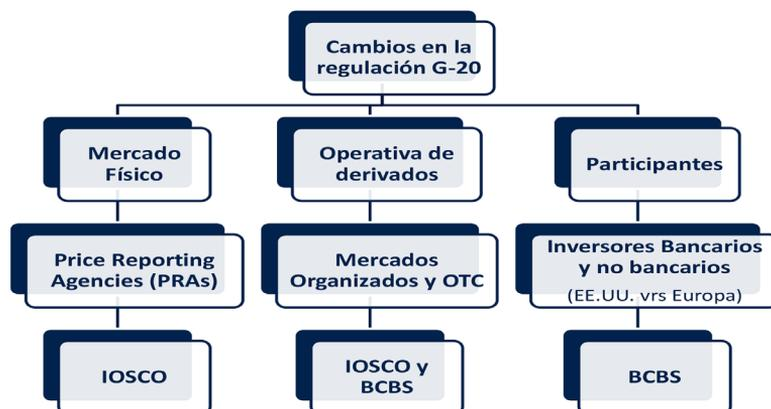 Cambios en la
regulación G-20
Mercado
Físico
Operativa de
derivados
Participantes
Price Reporting
Agencies (PRAs)
Mercados
Organizados y OTC
Inversores Bancarios
y no bancarios
(EE.UU. vrs Europa)
IOSCO
IOSCO y
BCBS
BCBS